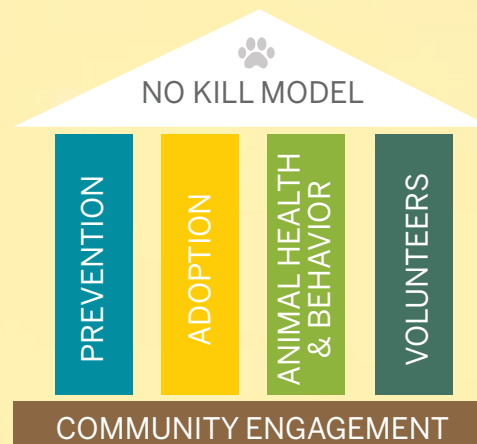 NO KILL MODEL
PREVENTION
ADOPTION
ANIMAL HEALTH
& BEHAVIOR
VOLUNTEERS
COMMUNITY ENGAGEMENT